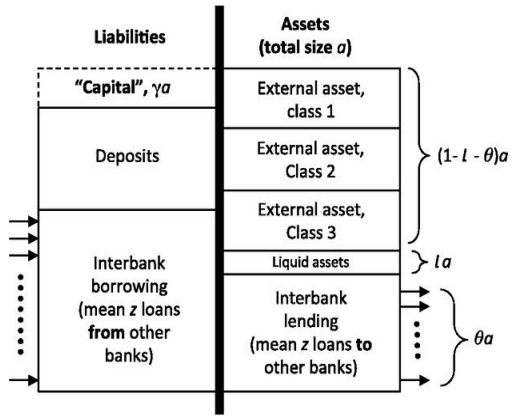 Liabilities
Assets
(total size a)
“Capital”, γa
Deposits
Interbank
borrowing
(mean z loans
from other
banks)
External asset,
class 1
External asset,
Class 2
External asset,
Class 3
Liquid assets
Interbank
lending
(mean z loans to
other banks)
(1- l - θ)a
la
θa